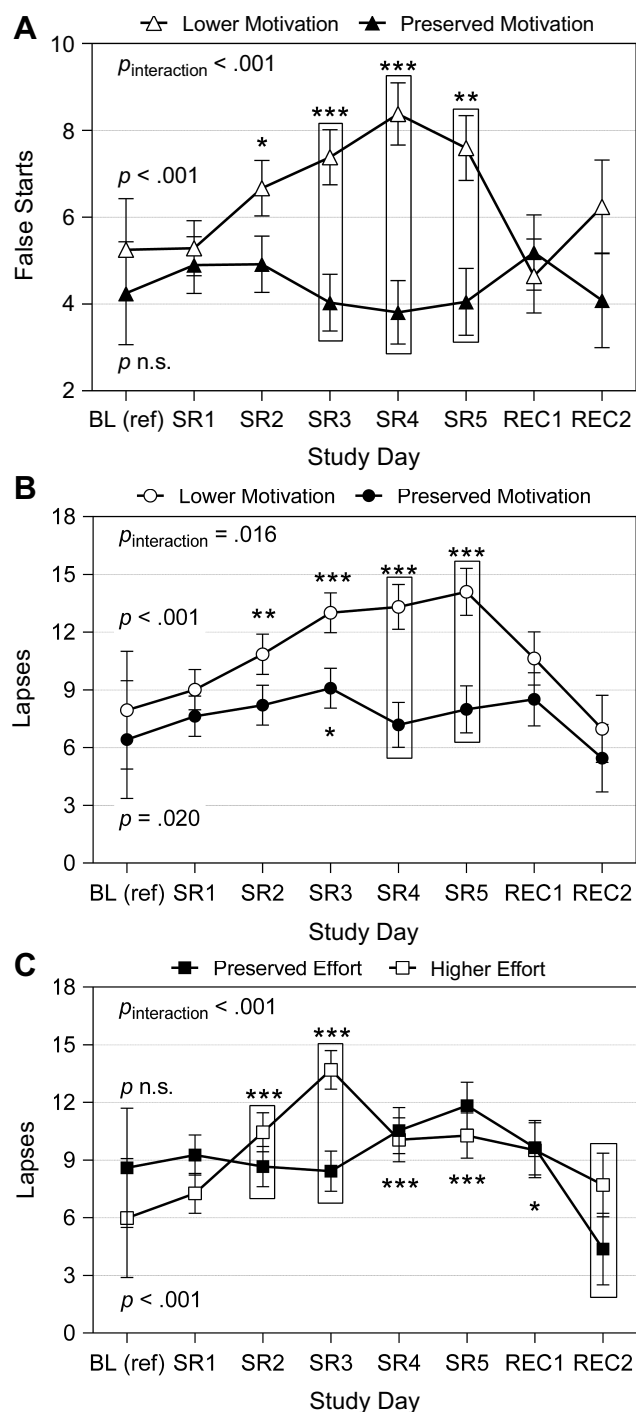 A
Lower Motivation Preserved Motivation
10
8
6
4
2
False Starts
pinteraction < .001
p < .001
p n.s.
* *** *** **
BL (ref) SR1 SR2 SR3 SR4 SR5 REC1 REC2
Study Day
B
Lower Motivation Preserved Motivation
18
15
12
9
6
3
0
Lapses
pinteraction = .016
p < .001
p = .020
** *** *** ***
*
BL (ref) SR1 SR2 SR3 SR4 SR5 REC1 REC2
Study Day
C
Preserved Effort Higher Effort
18
15
12
9
6
3
0
Lapses
pinteraction < .001
p n.s.
p < .001
*** ***
*** *** *
BL (ref) SR1 SR2 SR3 SR4 SR5 REC1 REC2
Study Day